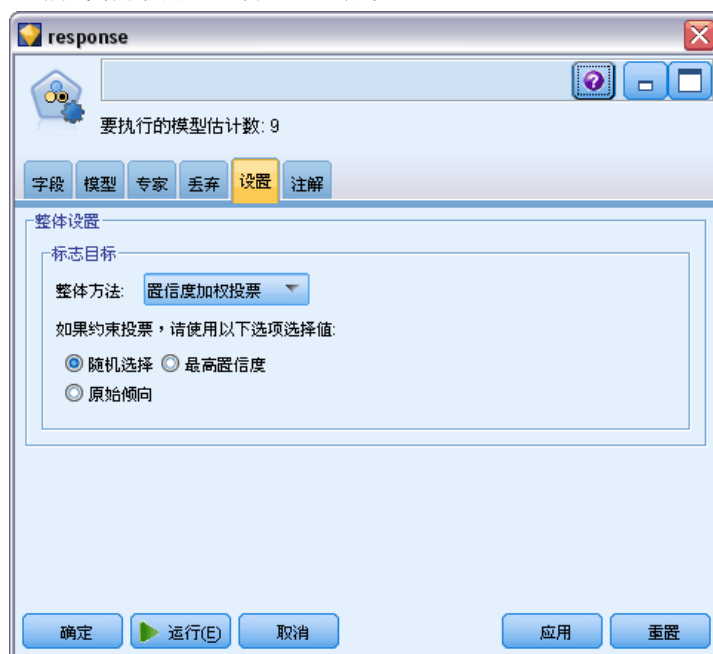 response
要执行的模型估计数: 9
字段 模型 专家 丢弃 设置 注解
整体设置
标志目标
整体方法: 置信度加权投票
如果约束投票，请使用以下选项选择值:
随机选择 最高置信度
原始倾向
确定 运行(E) 取消 应用 重置